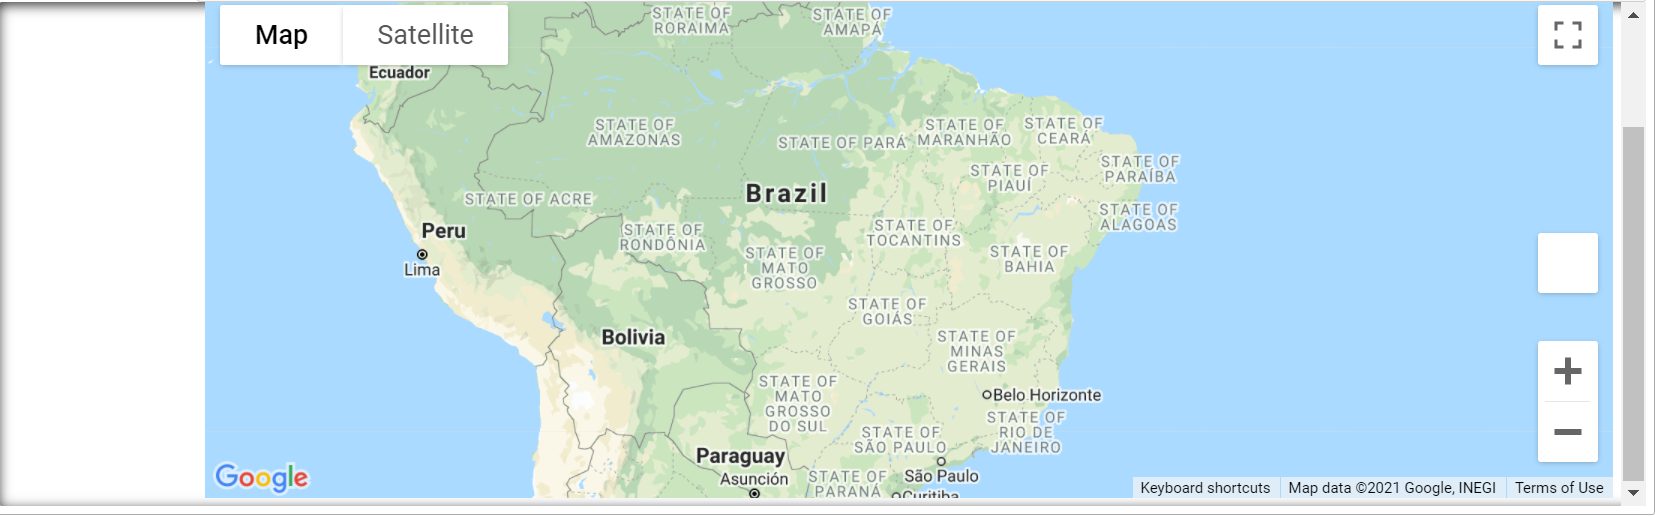 Map
Satellite
STATE OF
RORAIMA
STATE OF
AMAPÁ
Ecuador
STATE OF
AMAZONAS
STATE OF PARÁ
STATE OF
MARANHÃO
STATE OF
CEARÁ
STATE OF
PARAÍBA
STATE OF
PIAUÍ
Brazil
STATE OF ACRE
STATE OF
ALAGOAS
Peru
STATE OF
RONDÔNIA
STATE OF
TOCANTINS
Lima
STATE OF
MATO
GROSSO
STATE OF
BAHIA
STATE OF
GOIÁS
Bolivia
STATE OF
MINAS
GERAIS
STATE OF
MATO
GROSSO
DO SUL
Belo Horizonte
STATE OF
RIO DE
JANEIRO
STATE OF
SÃO PAULO
Paraguay
Asunción
São Paulo
STATE OF
PARANÁ
Curitiba
Google
Keyboard shortcuts
Map data ©2021 Google, INEGI
Terms of Use